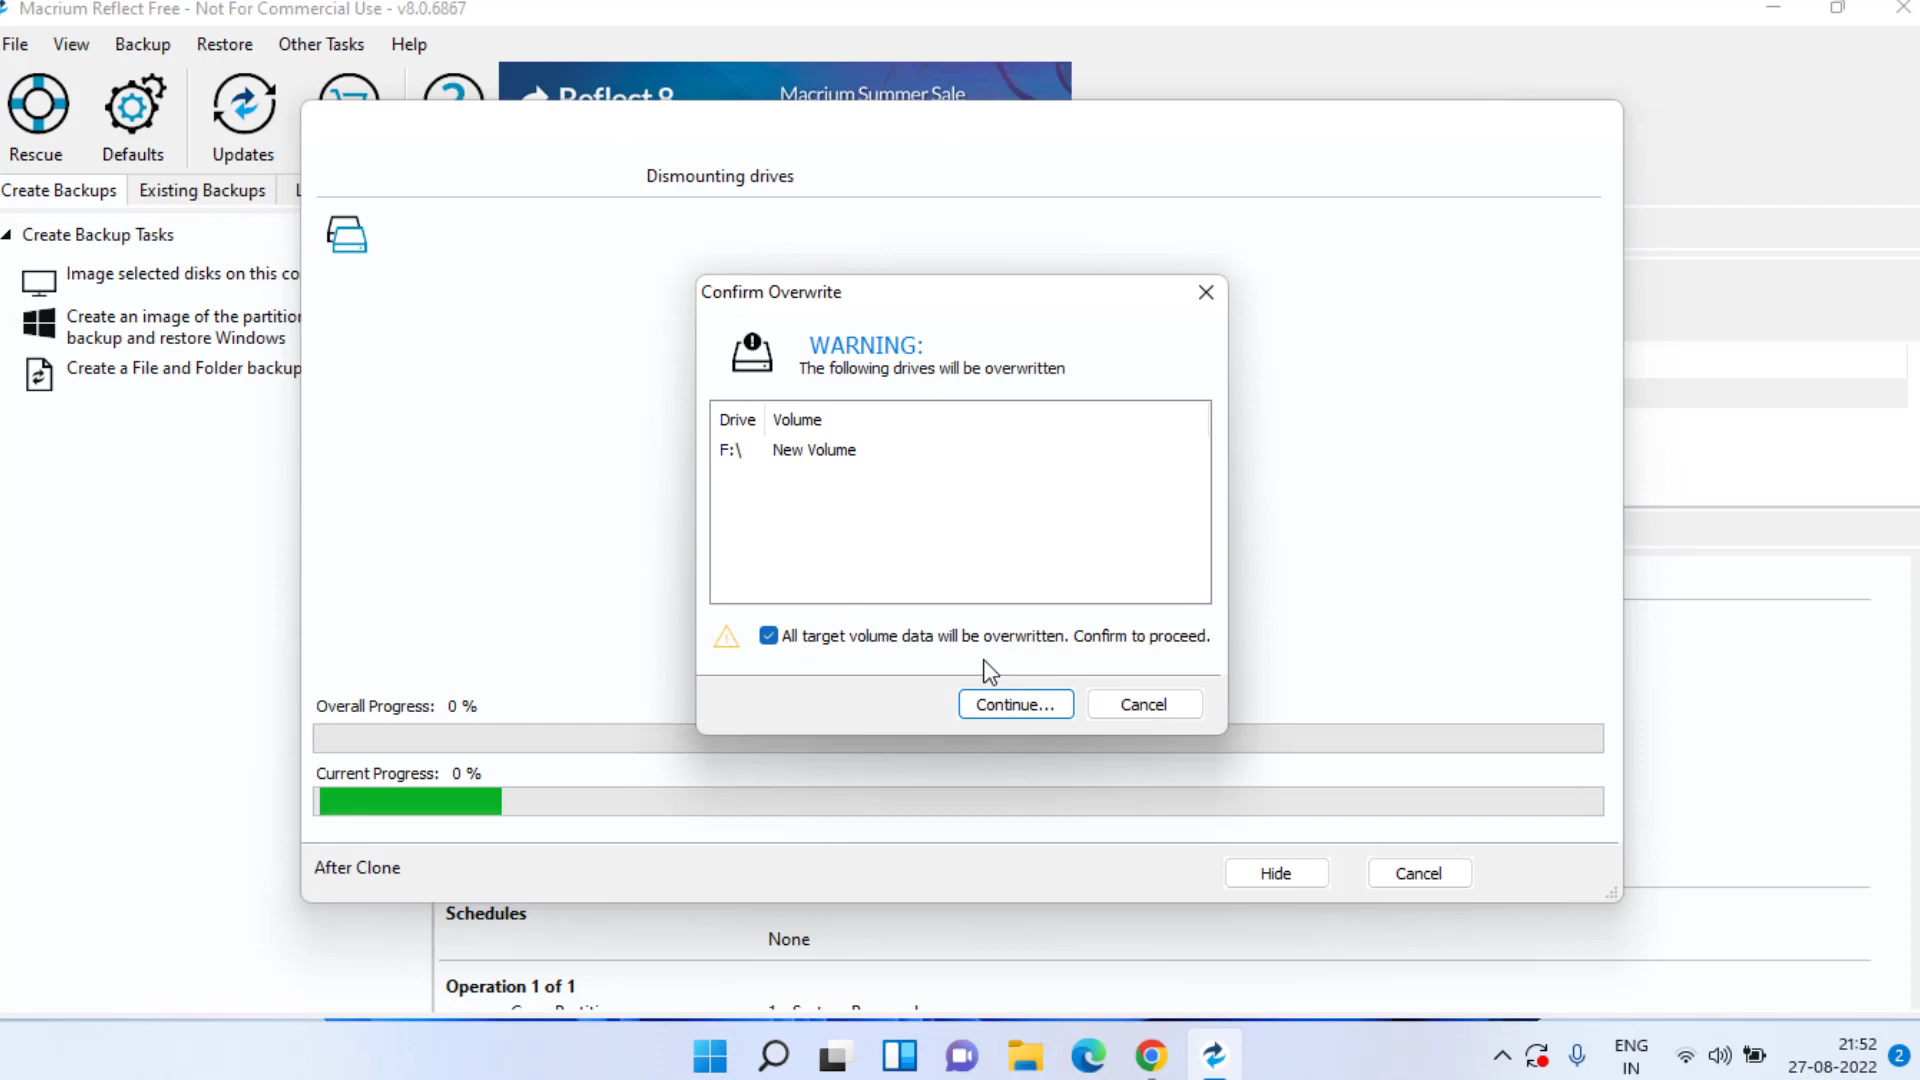 Macrium Reflect Free - Not For Commercial Use - v8.0.6867
File View Backup Restore Other Tasks Help
Reflect 8 Macrium Summer Sale
Rescue Defaults Updates
Create Backups Existing Backups
Create Backup Tasks
Image selected disks on this co
Create an image of the partition
backup and restore Windows
Create a File and Folder backup
Dismounting drives
Confirm Overwrite
WARNING:
The following drives will be overwritten
Drive Volume
F:\ New Volume
All target volume data will be overwritten. Confirm to proceed.
Continue... Cancel
Overall Progress: 0 %
Current Progress: 0 %
After Clone
Hide Cancel
Schedules
None
Operation 1 of 1
ENG
IN
21:52
27-08-2022
2